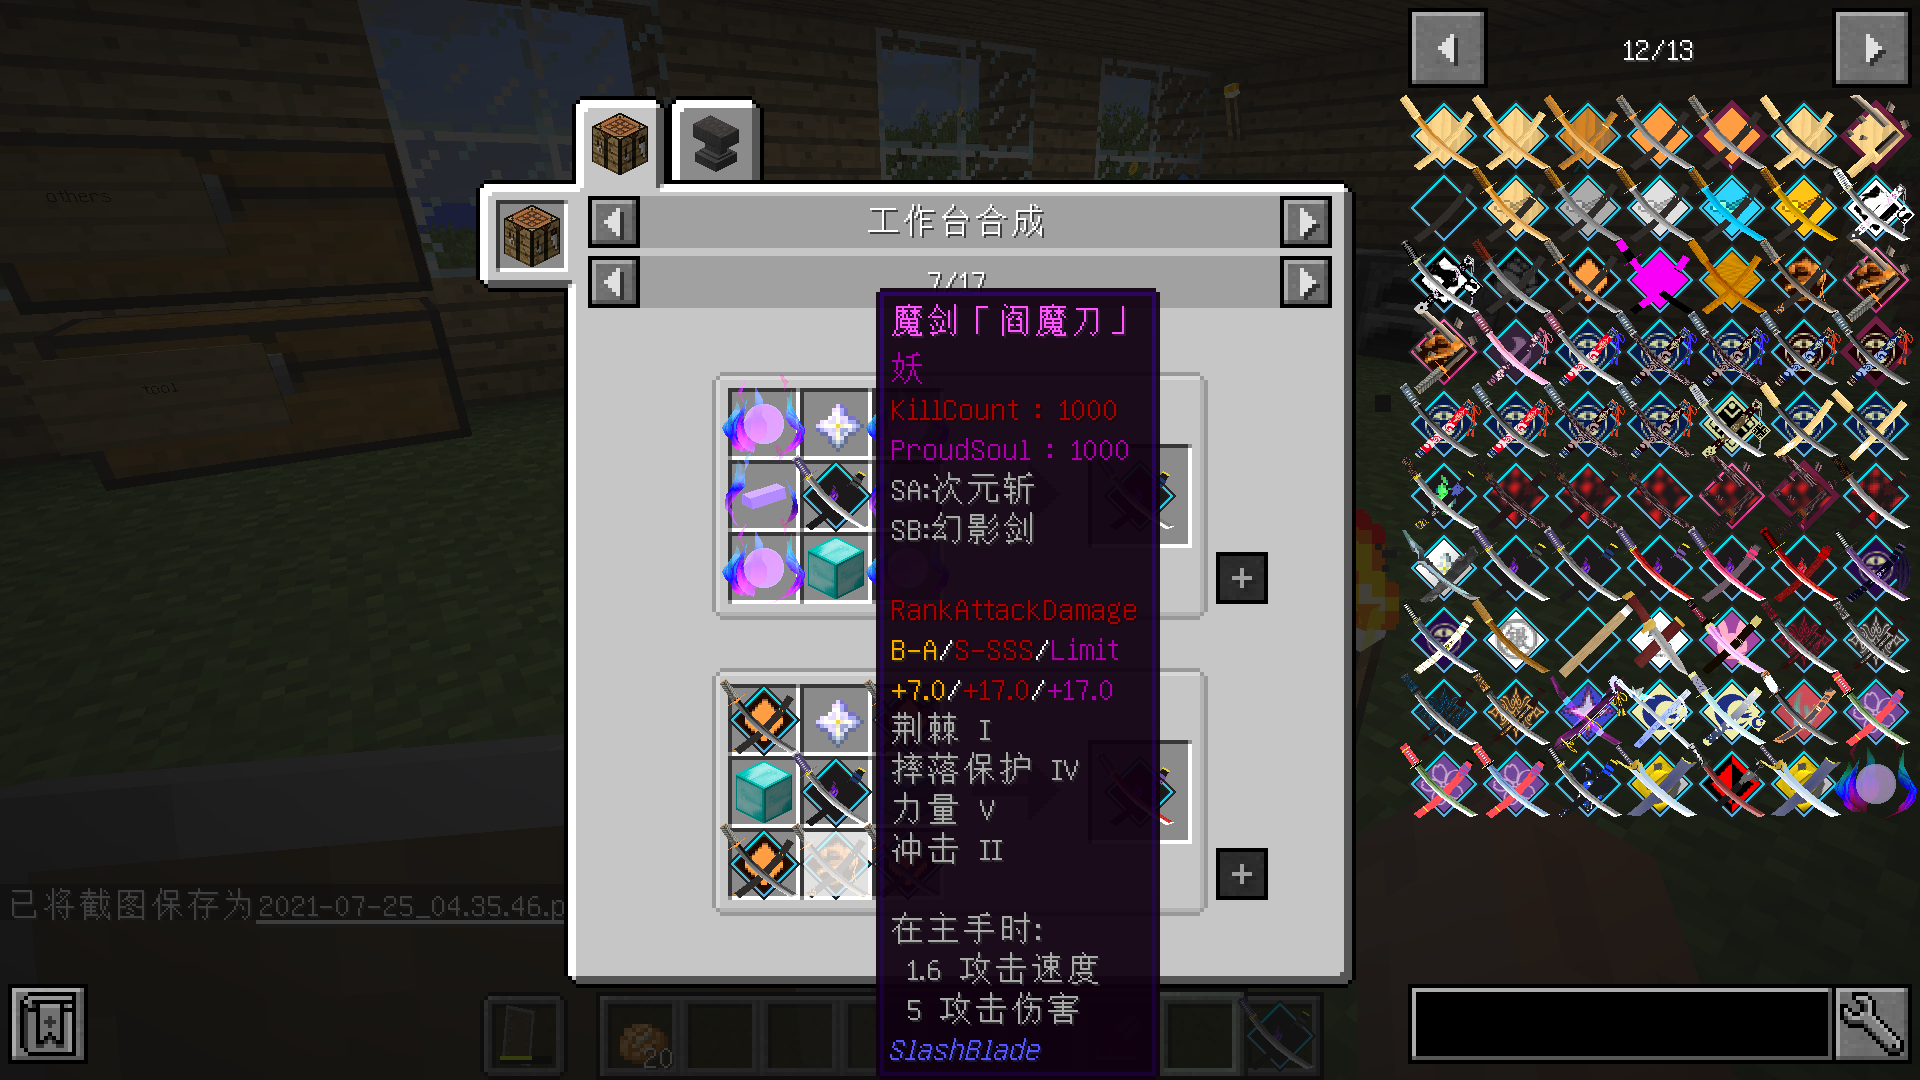 12/13
others
工作台合成
7/17
魔剑「阎魔刀」
妖
KillCount : 1000
ProudSoul : 1000
SA:次元斩
SB:幻影剑
tool
RankAttackDamage
B-A/S-SSS/Limit
+7.0/+17.0/+17.0
荆棘 I
摔落保护 IV
力量 V
冲击 II
已将截图保存为2021-07-25_04.35.46.p
在主手时:
1.6 攻击速度
5 攻击伤害
SlashBlade
20